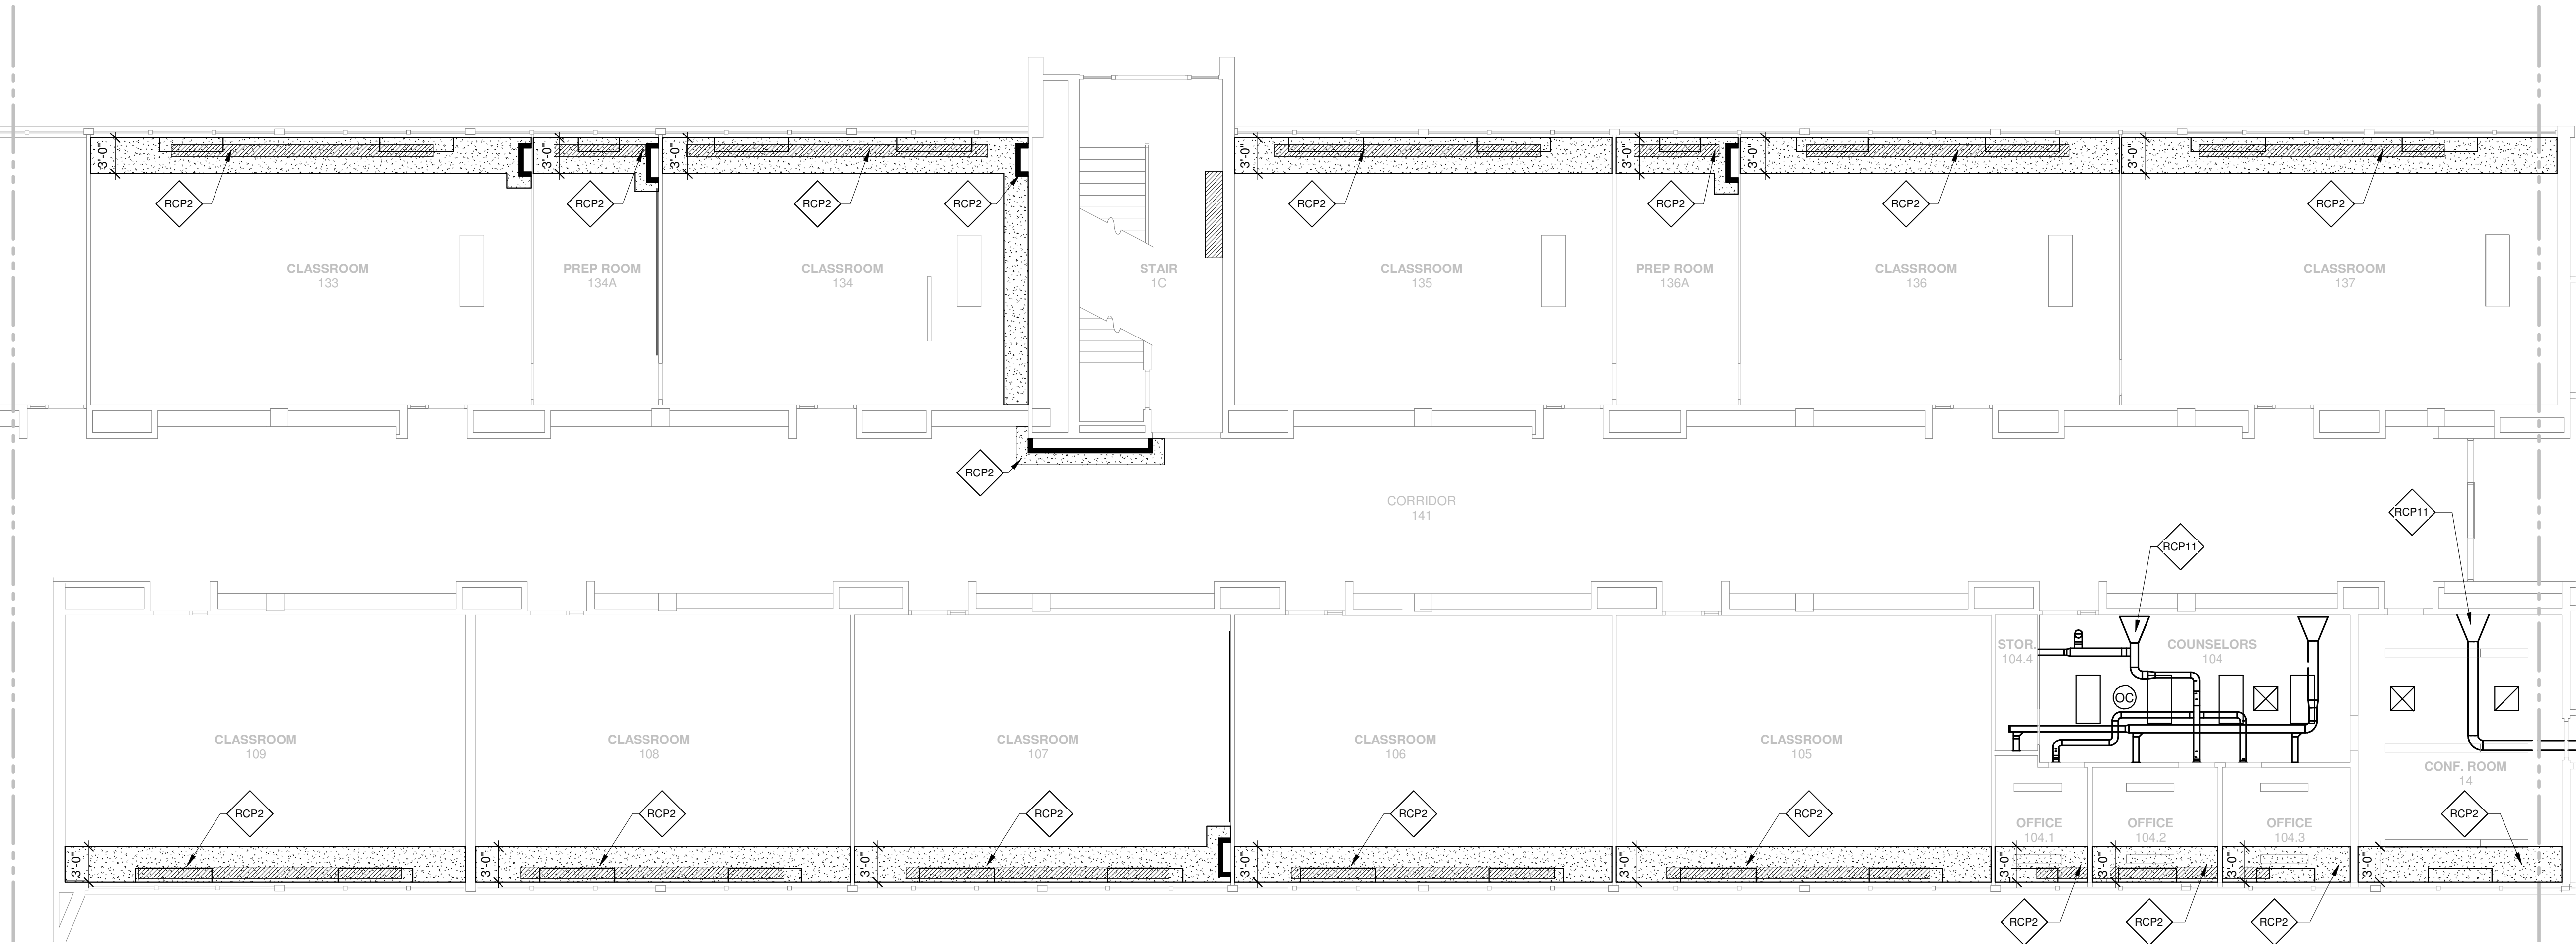 3'-0"
3'-0"
3'-0"
3'-0"
3'-0"
3'-0"
3'-0"
RCP2
RCP2
RCP2
RCP2
RCP2
RCP2
RCP2
RCP2
CLASSROOM
133
PREP ROOM
134A
CLASSROOM
134
STAIR
1C
CLASSROOM
135
PREP ROOM
136A
CLASSROOM
136
CLASSROOM
137
RCP2
CORRIDOR
141
RCP11
RCP11
STOR.
104.4
COUNSELORS
104
OC
CLASSROOM
109
CLASSROOM
108
CLASSROOM
107
CLASSROOM
106
CLASSROOM
105
CONF. ROOM
14
RCP2
RCP2
RCP2
RCP2
RCP2
RCP2
OFFICE
104.1
OFFICE
104.2
OFFICE
104.3
3'-0"
3'-0"
3'-0"
3'-0"
3'-0"
3'-0"
3'-0"
3'-0"
3'-0"
RCP2
RCP2
RCP2